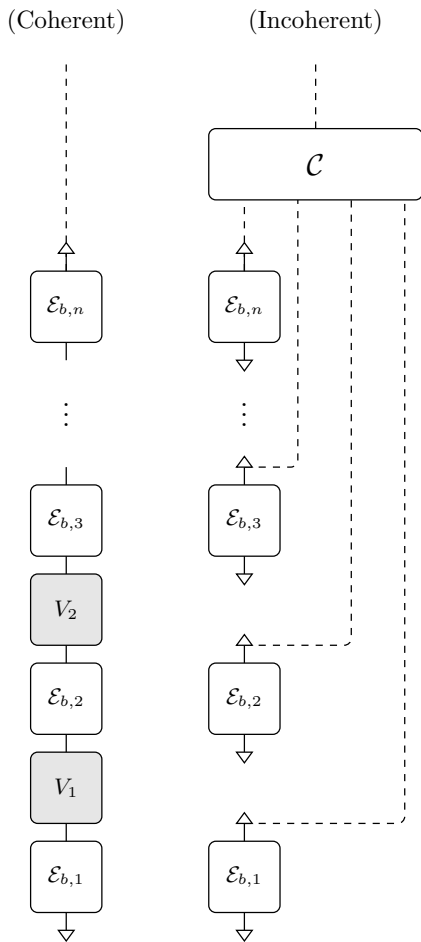 (Coherent) (Incoherent)
𝒞
ℰ_{b,n} ℰ_{b,n}
⋮ ⋮
ℰ_{b,3} ℰ_{b,3}
V_2
ℰ_{b,2} ℰ_{b,2}
V_1
ℰ_{b,1} ℰ_{b,1}